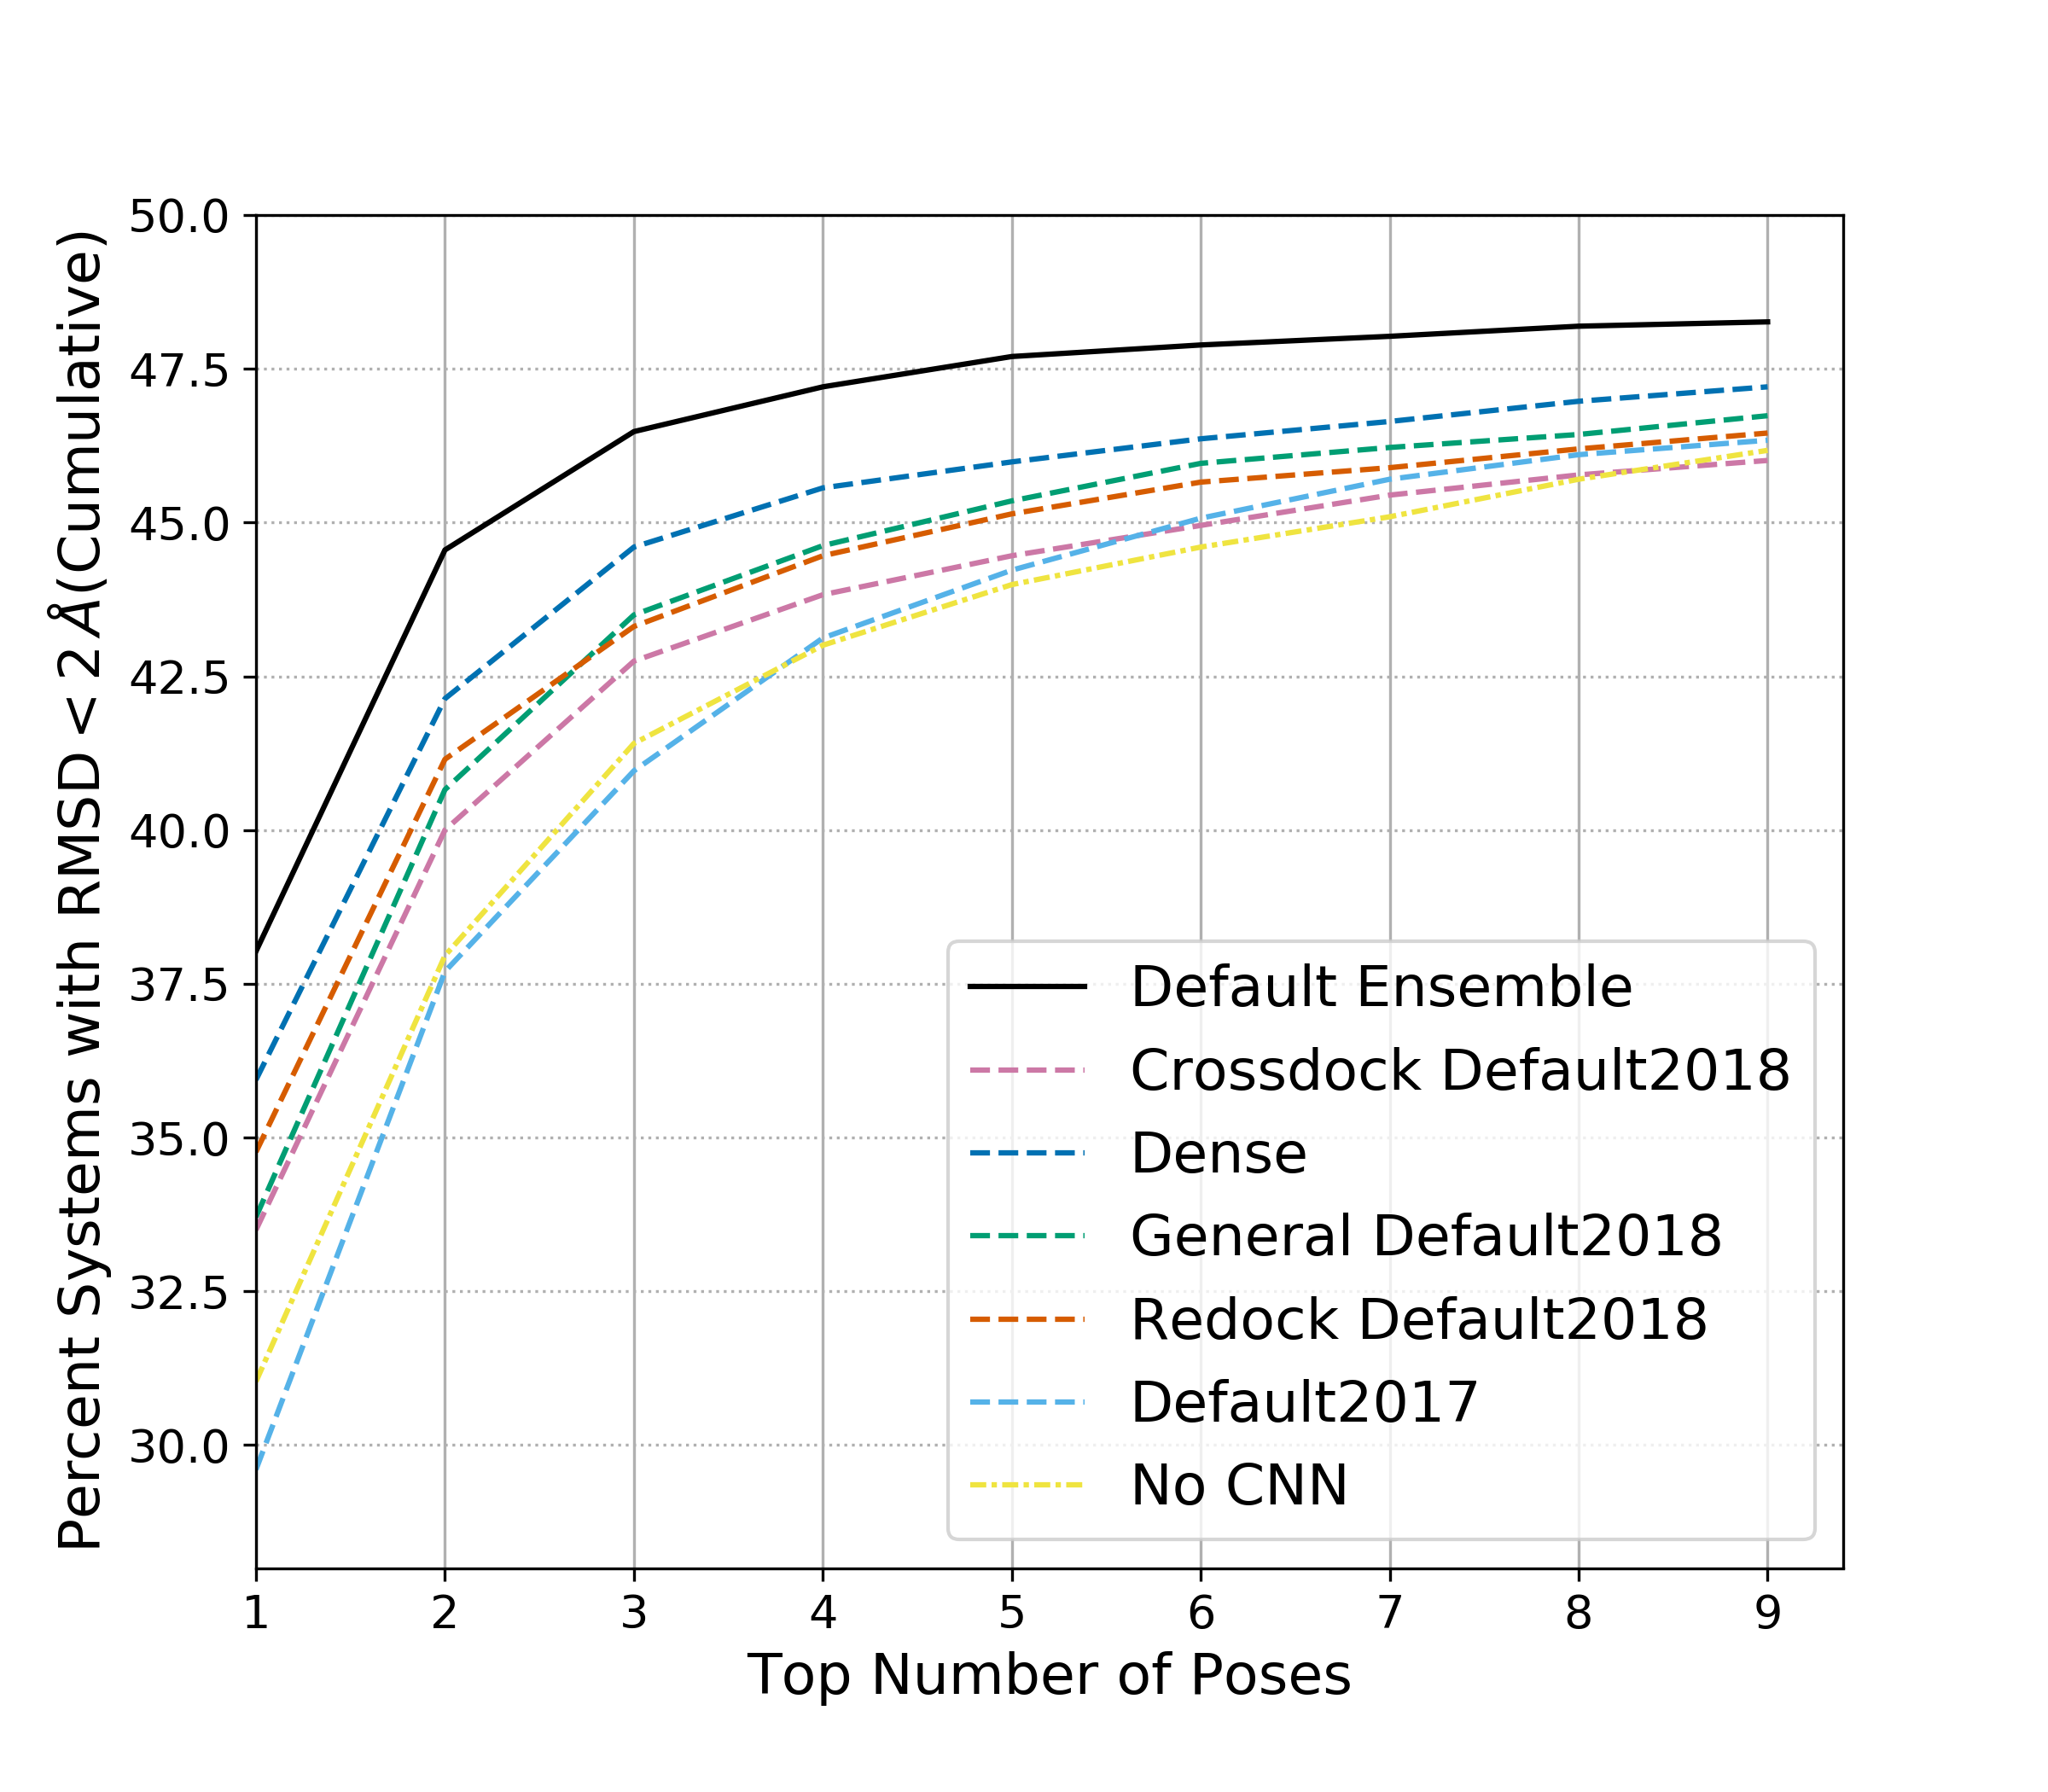 50.0
47.5
45.0
42.5
40.0
37.5
35.0
32.5
30.0
Percent Systems with RMSD < 2 Å(Cumulative)
Default Ensemble
Crossdock Default2018
Dense
General Default2018
Redock Default2018
Default2017
No CNN
1 2 3 4 5 6 7 8 9
Top Number of Poses